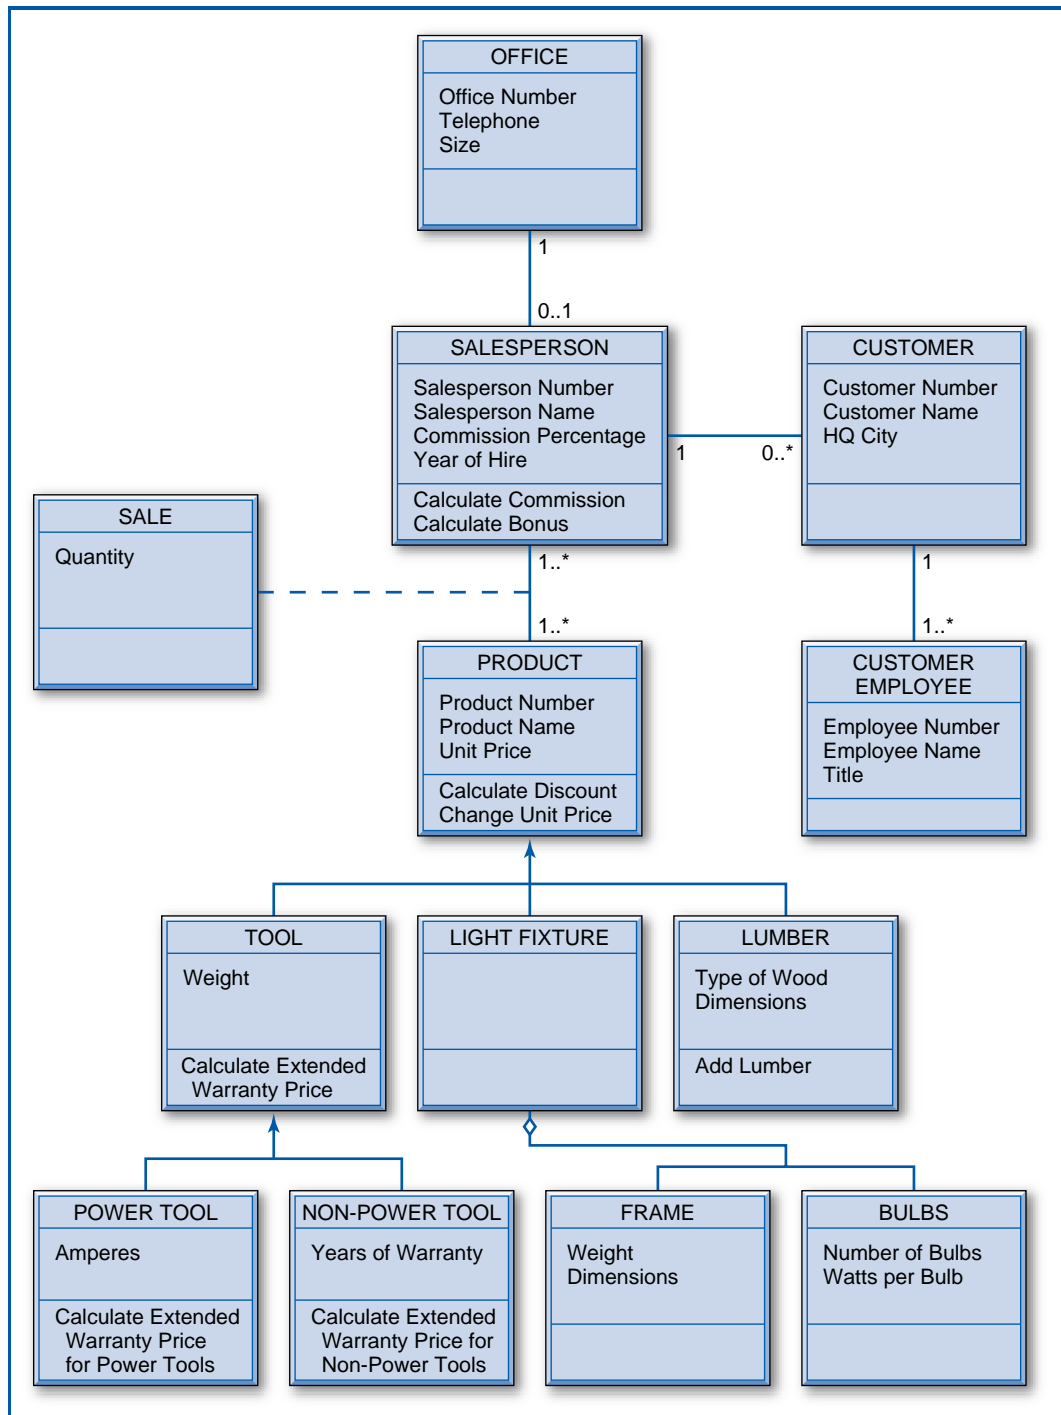 OFFICE
Office Number
Telephone
Size
1
0..1
SALESPERSON
Salesperson Number
Salesperson Name
Commission Percentage
Year of Hire
Calculate Commission
Calculate Bonus
1
0..*
CUSTOMER
Customer Number
Customer Name
HQ City
SALE
Quantity
1..*
1..*
1
1..*
PRODUCT
Product Number
Product Name
Unit Price
Calculate Discount
Change Unit Price
CUSTOMER
EMPLOYEE
Employee Number
Employee Name
Title
TOOL
Weight
Calculate Extended
Warranty Price
LIGHT FIXTURE
LUMBER
Type of Wood
Dimensions
Add Lumber
POWER TOOL
Amperes
Calculate Extended
Warranty Price
for Power Tools
NON-POWER TOOL
Years of Warranty
Calculate Extended
Warranty Price for
Non-Power Tools
FRAME
Weight
Dimensions
BULBS
Number of Bulbs
Watts per Bulb